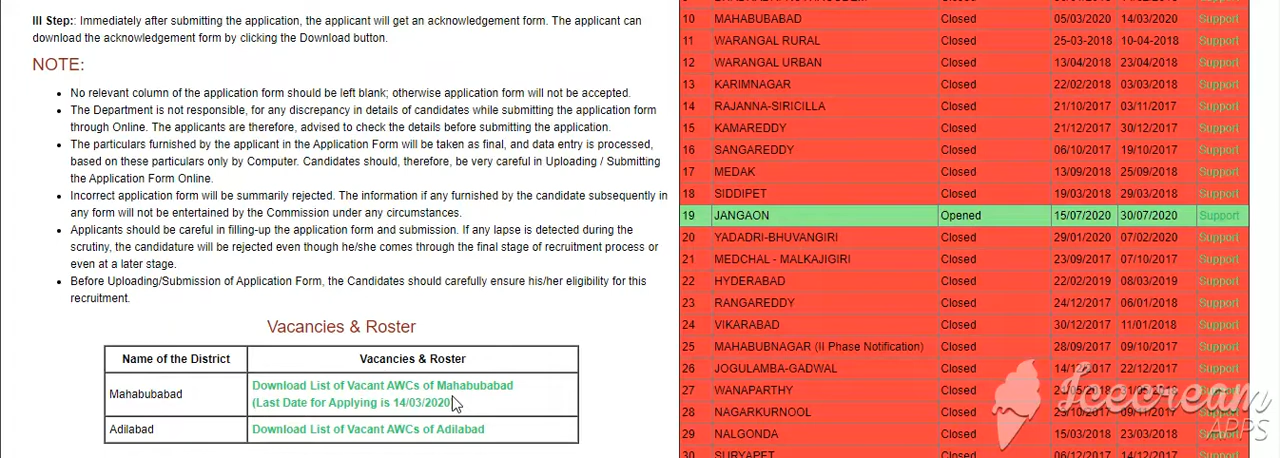 III Step:: Immediately after submitting the application, the applicant will get an acknowledgement form. The applicant can
download the acknowledgement form by clicking the Download button.
NOTE:
No relevant column of the application form should be left blank; otherwise application form will not be accepted.
The Department is not responsible, for any discrepancy in details of candidates while submitting the application form
through Online. The applicants are therefore, advised to check the details before submitting the application.
The particulars furnished by the applicant in the Application Form will be taken as final, and data entry is processed,
based on these particulars only by Computer. Candidates should, therefore, be very careful in Uploading / Submitting
the Application Form Online.
Incorrect application form will be summarily rejected. The information if any furnished by the candidate subsequently in
any form will not be entertained by the Commission under any circumstances.
Applicants should be careful in filling-up the application form and submission. If any lapse is detected during the
scrutiny, the candidature will be rejected even though he/she comes through the final stage of recruitment process or
even at a later stage.
Before Uploading/Submission of Application Form, the Candidates should carefully ensure his/her eligibility for this
recruitment.
Vacancies & Roster
Name of the District Vacancies & Roster
Mahabubabad Download List of Vacant AWCs of Mahabubabad
(Last Date for Applying is 14/03/2020)
Adilabad Download List of Vacant AWCs of Adilabad
10 MAHABUBABAD Closed 05/03/2020 14/03/2020 Support
11 WARANGAL RURAL Closed 25-03-2018 10-04-2018 Support
12 WARANGAL URBAN Closed 13/04/2018 23/04/2018 Support
13 KARIMNAGAR Closed 22/02/2018 03/03/2018 Support
14 RAJANNA-SIRICILLA Closed 21/10/2017 03/11/2017 Support
15 KAMAREDDY Closed 21/12/2017 30/12/2017 Support
16 SANGAREDDY Closed 06/10/2017 19/10/2017 Support
17 MEDAK Closed 13/09/2018 25/09/2018 Support
18 SIDDIPET Closed 19/03/2018 29/03/2018 Support
19 JANGAON Opened 15/07/2020 30/07/2020 Support
20 YADADRI-BHUVANGIRI Closed 29/01/2020 07/02/2020 Support
21 MEDCHAL - MALKAJIGIRI Closed 23/09/2017 07/10/2017 Support
22 HYDERABAD Closed 22/02/2019 08/03/2019 Support
23 RANGAREDDY Closed 24/12/2017 06/01/2018 Support
24 VIKARABAD Closed 30/12/2017 11/01/2018 Support
25 MAHABUBNAGAR (II Phase Notification) Closed 28/09/2017 09/10/2017 Support
26 JOGULAMBA-GADWAL Closed 14/12/2017 22/12/2017 Support
27 WANAPARTHY Closed Support
28 NAGARKURNOOL Closed 23/10/2017 Support
29 NALGONDA Closed 15/03/2018 23/03/2018 Support
30 SURYAPET Closed 06/12/2017 14/12/2017 Support
Icecream
APPS